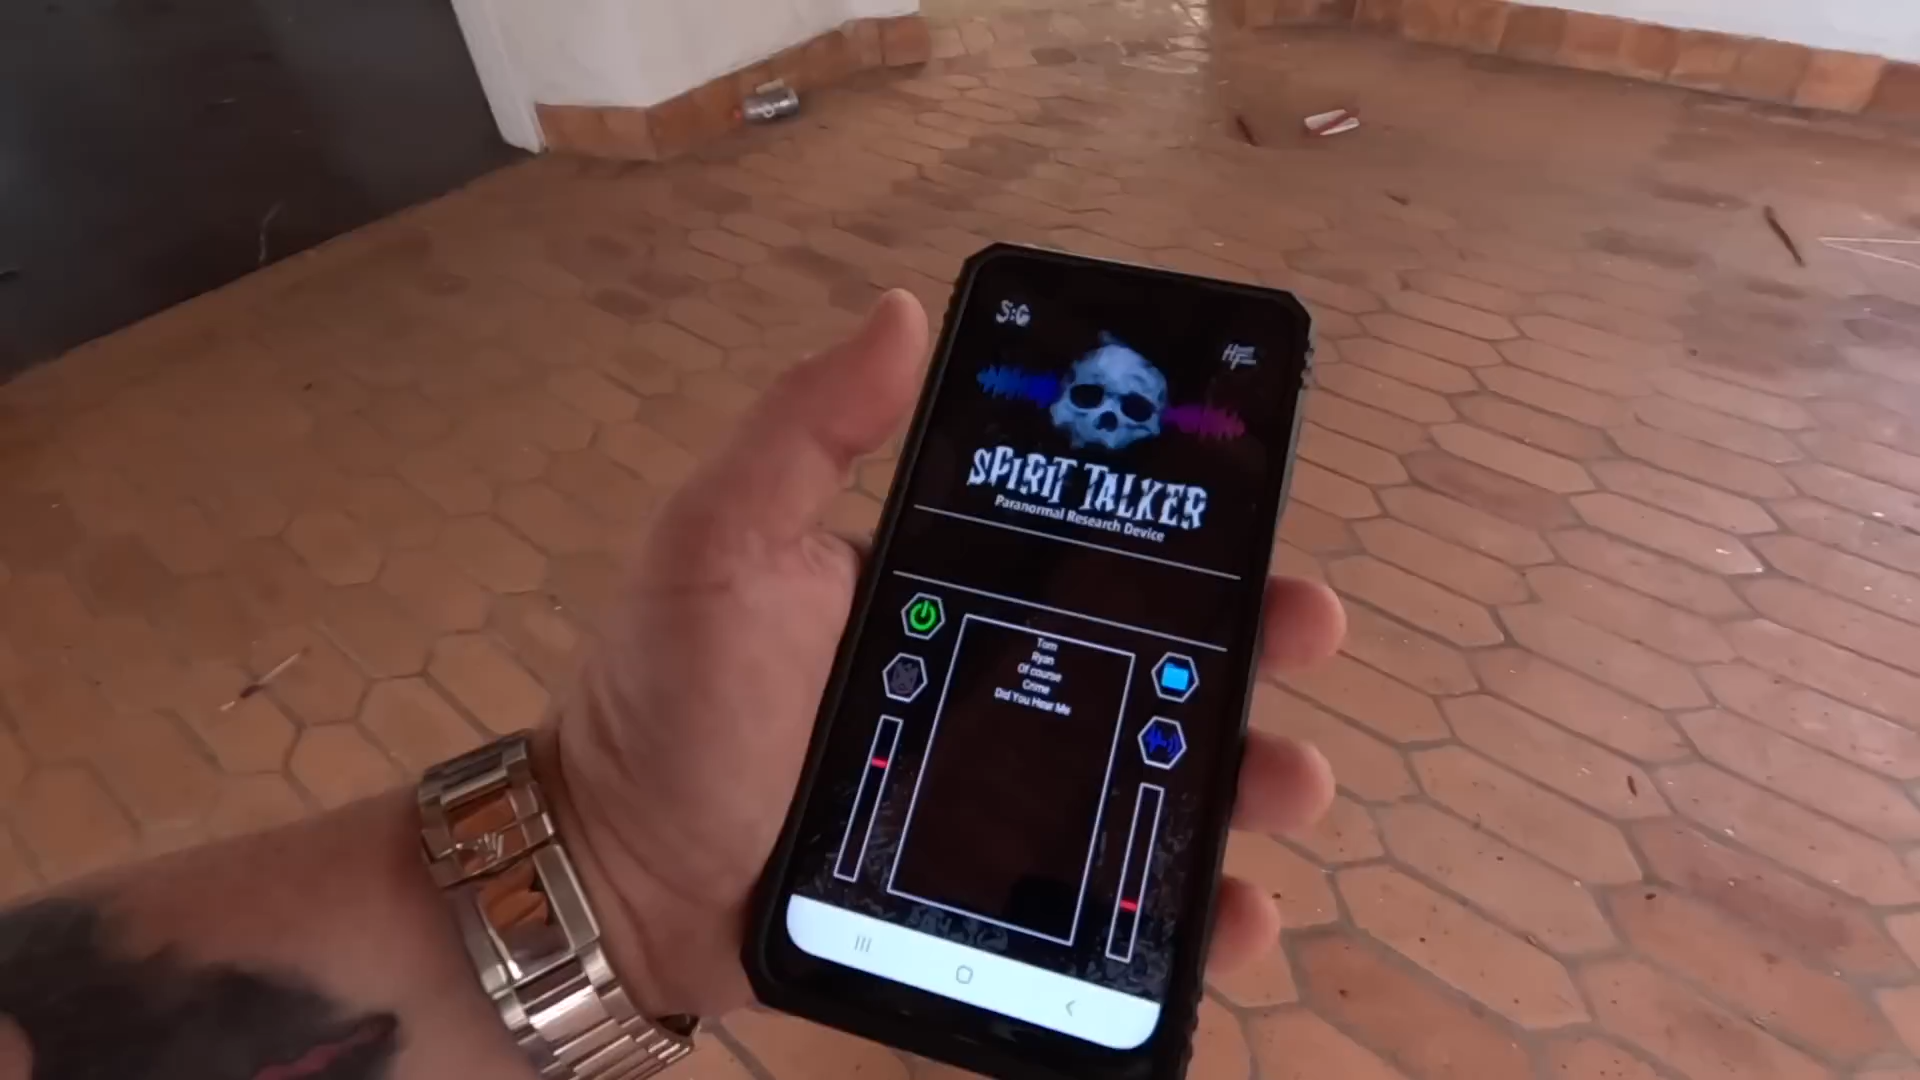 S:G
SPIRIT TALKER
Paranormal Research Device
Tom
Ryan
Of course
Crime
Did You Hear Me